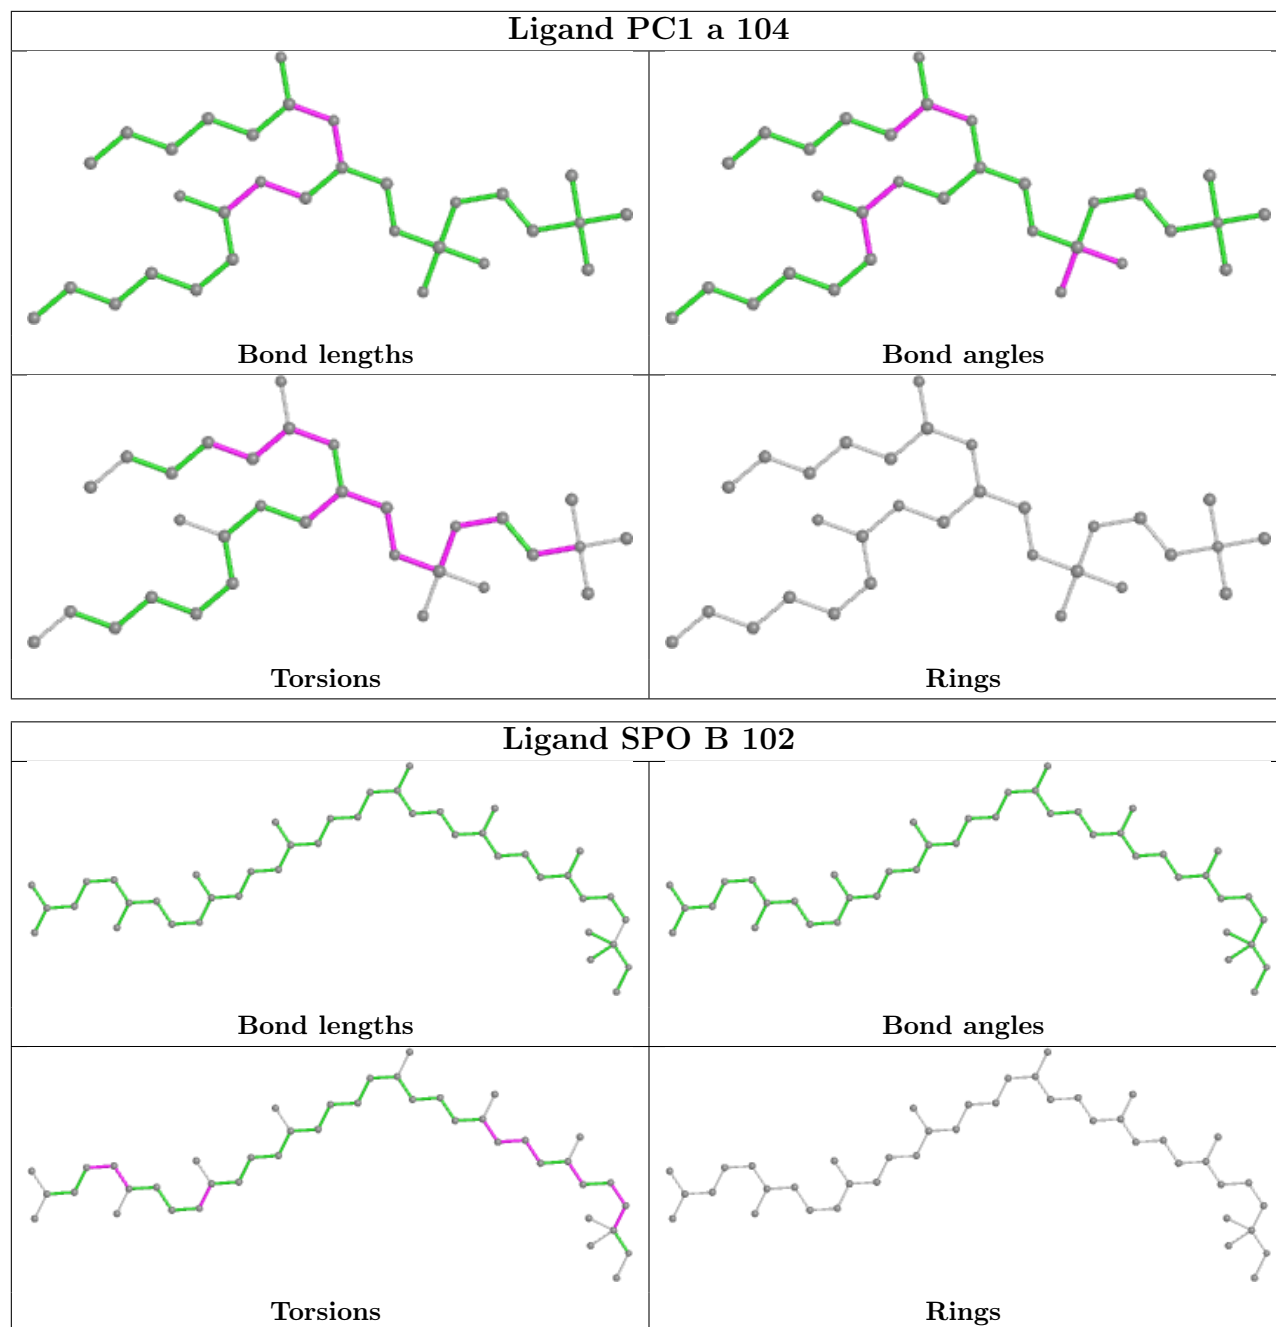 Ligand PC1 a 104
Bond lengths
Bond angles
Torsions
Rings
Ligand SPO B 102
Bond lengths
Bond angles
Torsions
Rings